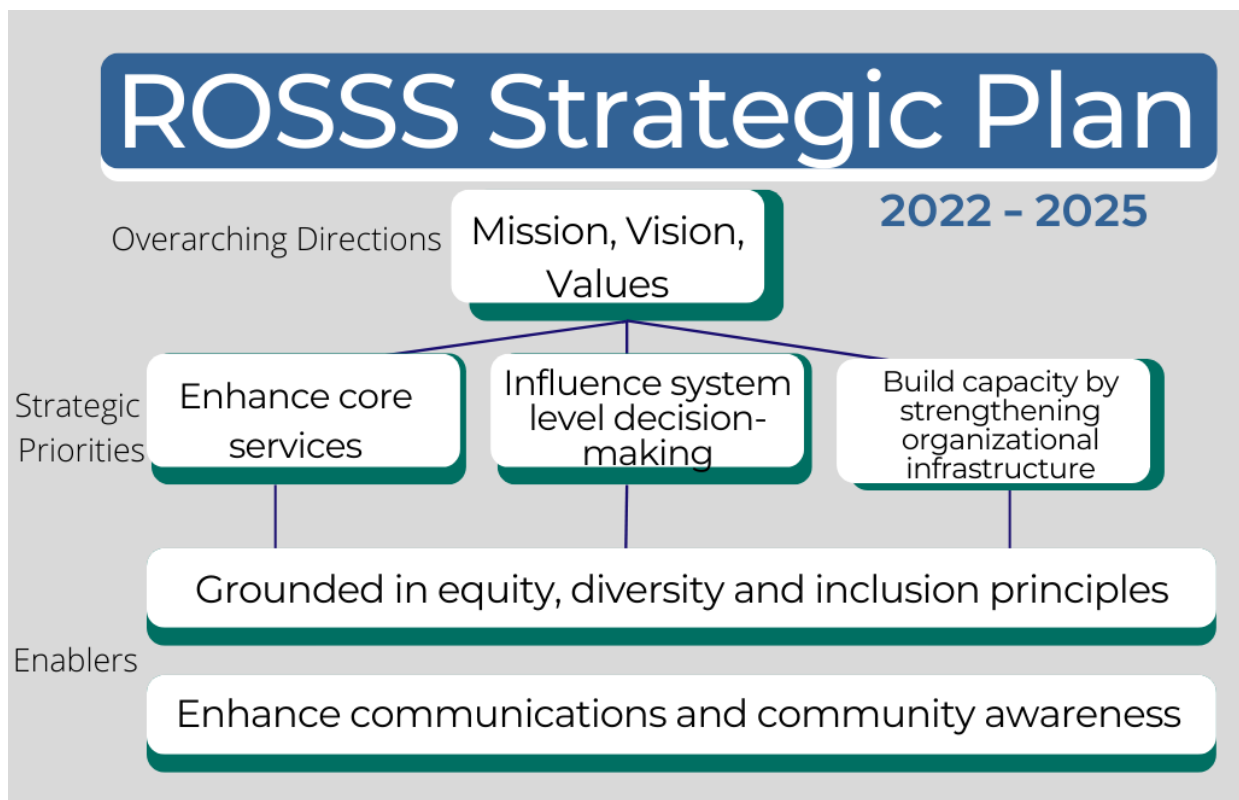 ROSSS Strategic Plan
2022 - 2025
Overarching Directions
Mission, Vision,
Values
Strategic
Priorities
Enhance core
services
Influence system
level decision-
making
Build capacity by
strengthening
organizational
infrastructure
Grounded in equity, diversity and inclusion principles
Enablers
Enhance communications and community awareness